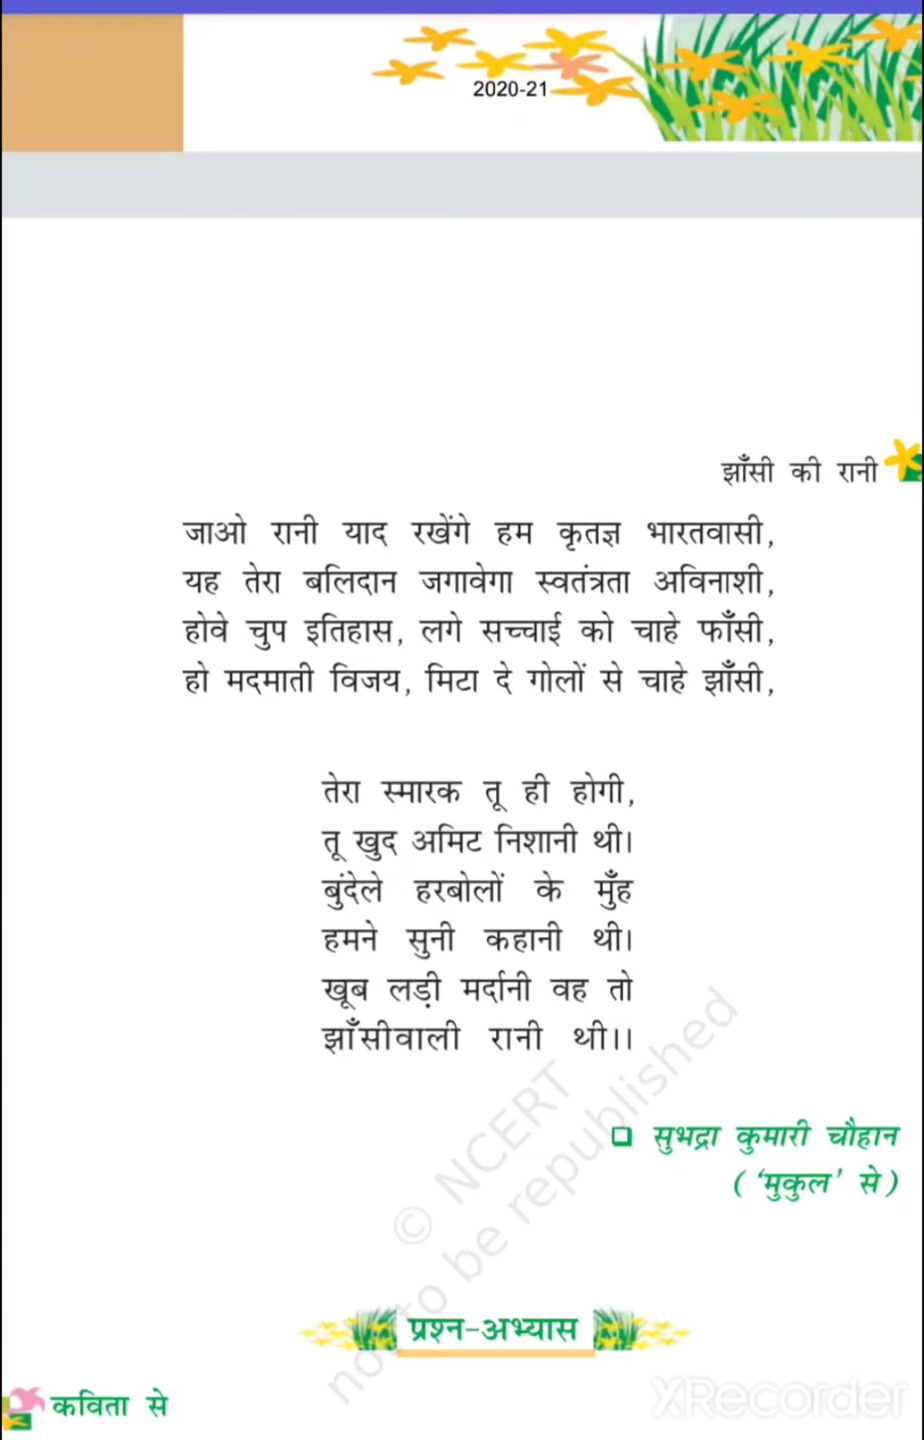 2020-21
झाँसी की रानी
जाओ रानी याद रखेंगे हम कृतज्ञ भारतवासी,
यह तेरा बलिदान जगावेगा स्वतंत्रता अविनाशी,
होवे चुप इतिहास, लगे सच्चाई को चाहे फाँसी,
हो मदमाती विजय, मिटा दे गोलों से चाहे झाँसी,
तेरा स्मारक तू ही होगी,
तू खुद अमिट निशानी थी।
बुंदेले हरबोलों के मुँह
हमने सुनी कहानी थी।
खूब लड़ी मर्दानी वह तो
झाँसीवाली रानी थी।।
❑ सुभद्रा कुमारी चौहान
( ‘मुकुल’ से )
© NCERT
not to be republished
प्रश्न-अभ्यास
कविता से
XRecorder